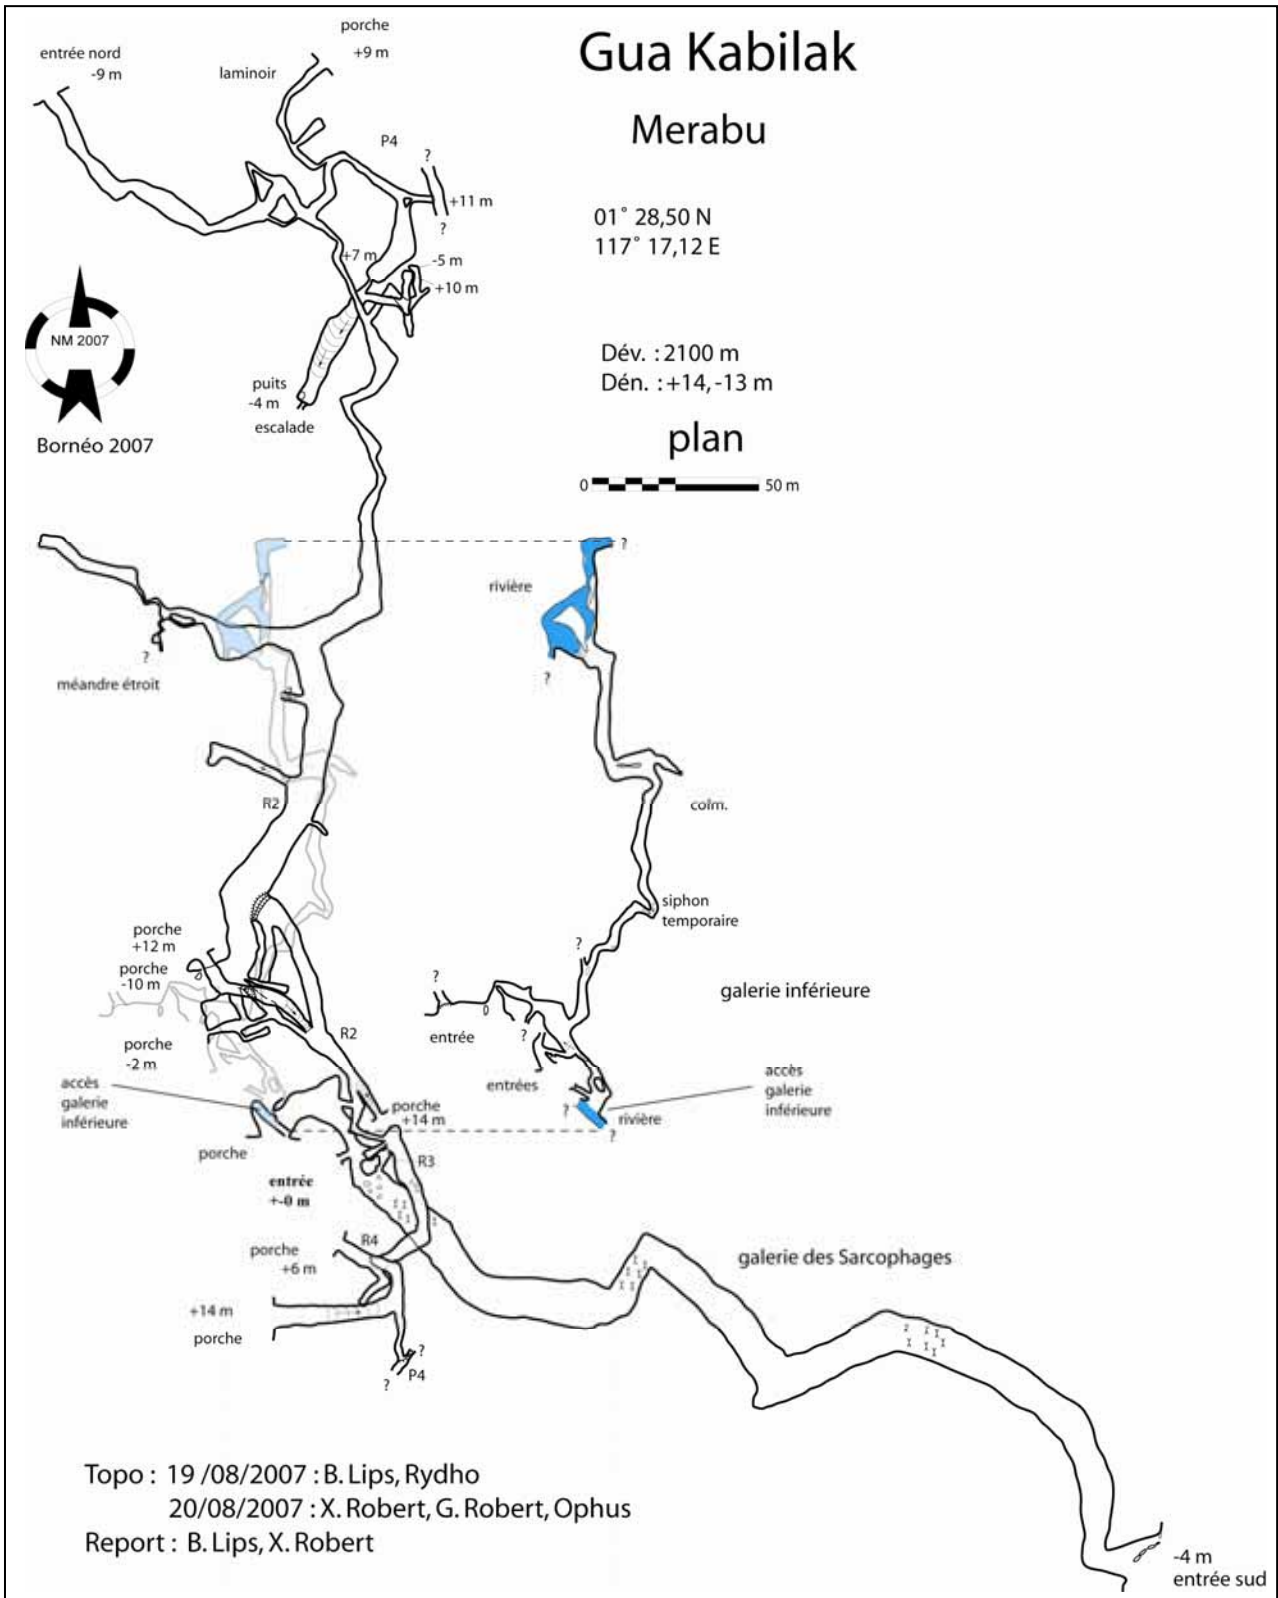 Gua Kabilak
Merabu
01° 28,50 N
117° 17,12 E
Dév. : 2100 m
Dén. : +14, -13 m
plan
0 50 m
porche
+9 m
entrée nord
-9 m
laminoir
P4
?
+11 m
?
+7 m
-5 m
+10 m
NM 2007
Bornéo 2007
puits
-4 m
escalade
?
rivière
?
?
méandre étroit
R2
colm.
siphon
temporaire
porche
+12 m
porche
-10 m
?
?
galerie inférieure
entrée
?
R2
porche
-2 m
entrées
accès
galerie
inférieure
accès
galerie
inférieure
porche
+14 m
?
rivière
?
porche
R3
entrée
+-0 m
R4
porche
+6 m
galerie des Sarcophages
+14 m
porche
?
P4
?
Topo : 19 /08/2007 : B. Lips, Rydho
20/08/2007 : X. Robert, G. Robert, Ophus
Report : B. Lips, X. Robert
-4 m
entrée sud